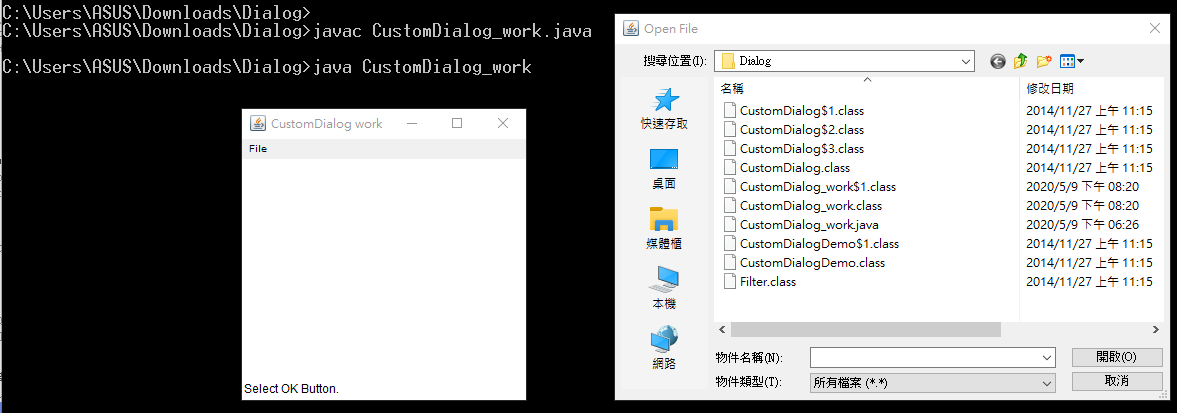 C:\Users\ASUS\Downloads\Dialog>
C:\Users\ASUS\Downloads\Dialog>javac CustomDialog_work.java
C:\Users\ASUS\Downloads\Dialog>java CustomDialog_work
CustomDialog work
File
Select OK Button.
Open File
搜尋位置(I): Dialog
快速存取
桌面
媒體櫃
本機
網路
名稱 修改日期
CustomDialog$1.class 2014/11/27 上午 11:15
CustomDialog$2.class 2014/11/27 上午 11:15
CustomDialog$3.class 2014/11/27 上午 11:15
CustomDialog.class 2014/11/27 上午 11:15
CustomDialog_work$1.class 2020/5/9 下午 08:20
CustomDialog_work.class 2020/5/9 下午 08:20
CustomDialog_work.java 2020/5/9 下午 06:26
CustomDialogDemo$1.class 2014/11/27 上午 11:15
CustomDialogDemo.class 2014/11/27 上午 11:15
Filter.class 2014/11/27 上午 11:15
物件名稱(N): 開啟(O)
物件類型(T): 所有檔案 (*.*) 取消